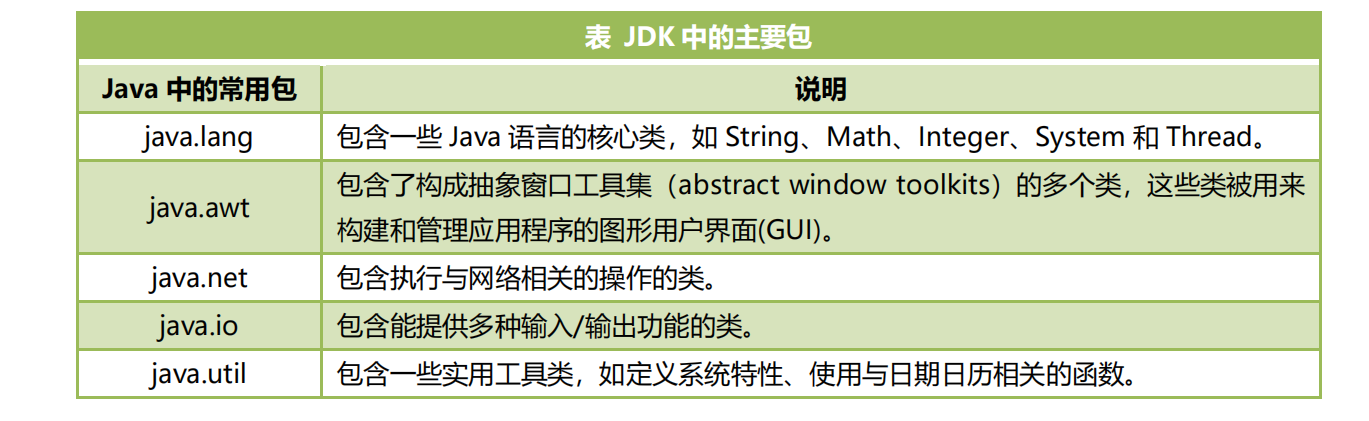 表 JDK 中的主要包
Java 中的常用包 说明
java.lang 包含一些 Java 语言的核心类，如 String、Math、Integer、System 和 Thread。
java.awt 包含了构成抽象窗口工具集（abstract window toolkits）的多个类，这些类被用来
构建和管理应用程序的图形用户界面(GUI)。
java.net 包含执行与网络相关的操作的类。
java.io 包含能提供多种输入/输出功能的类。
java.util 包含一些实用工具类，如定义系统特性、使用与日期日历相关的函数。